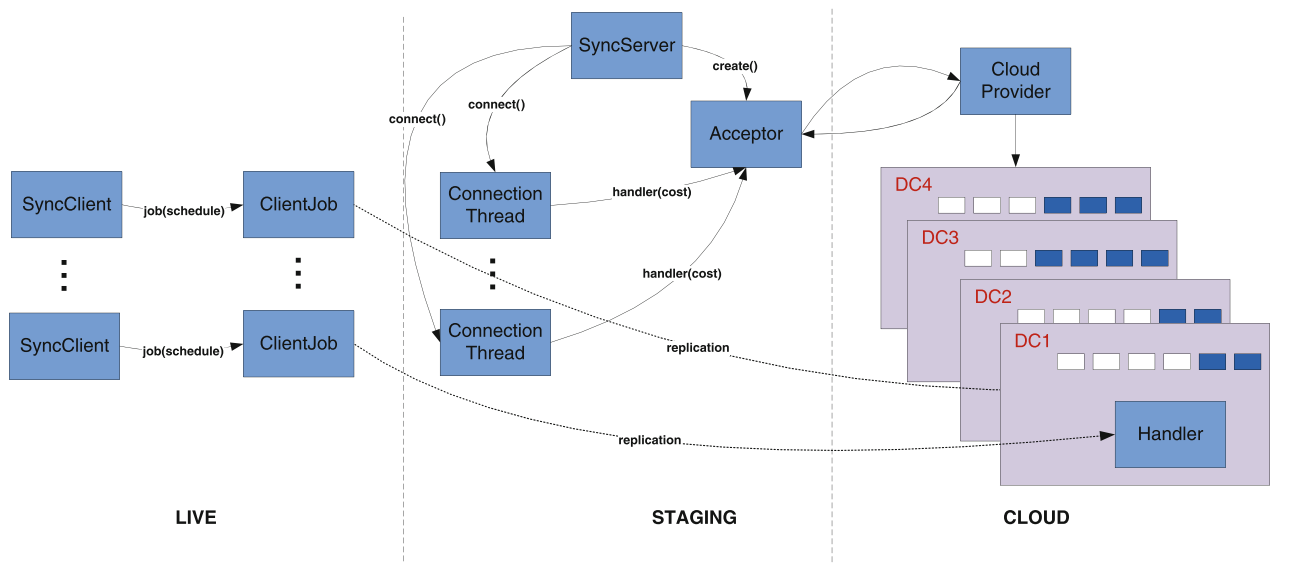 SyncServer
create()
Cloud
Provider
connect()
connect()
Acceptor
SyncClient
job(schedule)
ClientJob
Connection
Thread
handler(cost)
DC4
DC3
handler(cost)
DC2
SyncClient
job(schedule)
ClientJob
Connection
Thread
replication
DC1
replication
Handler
LIVE
STAGING
CLOUD